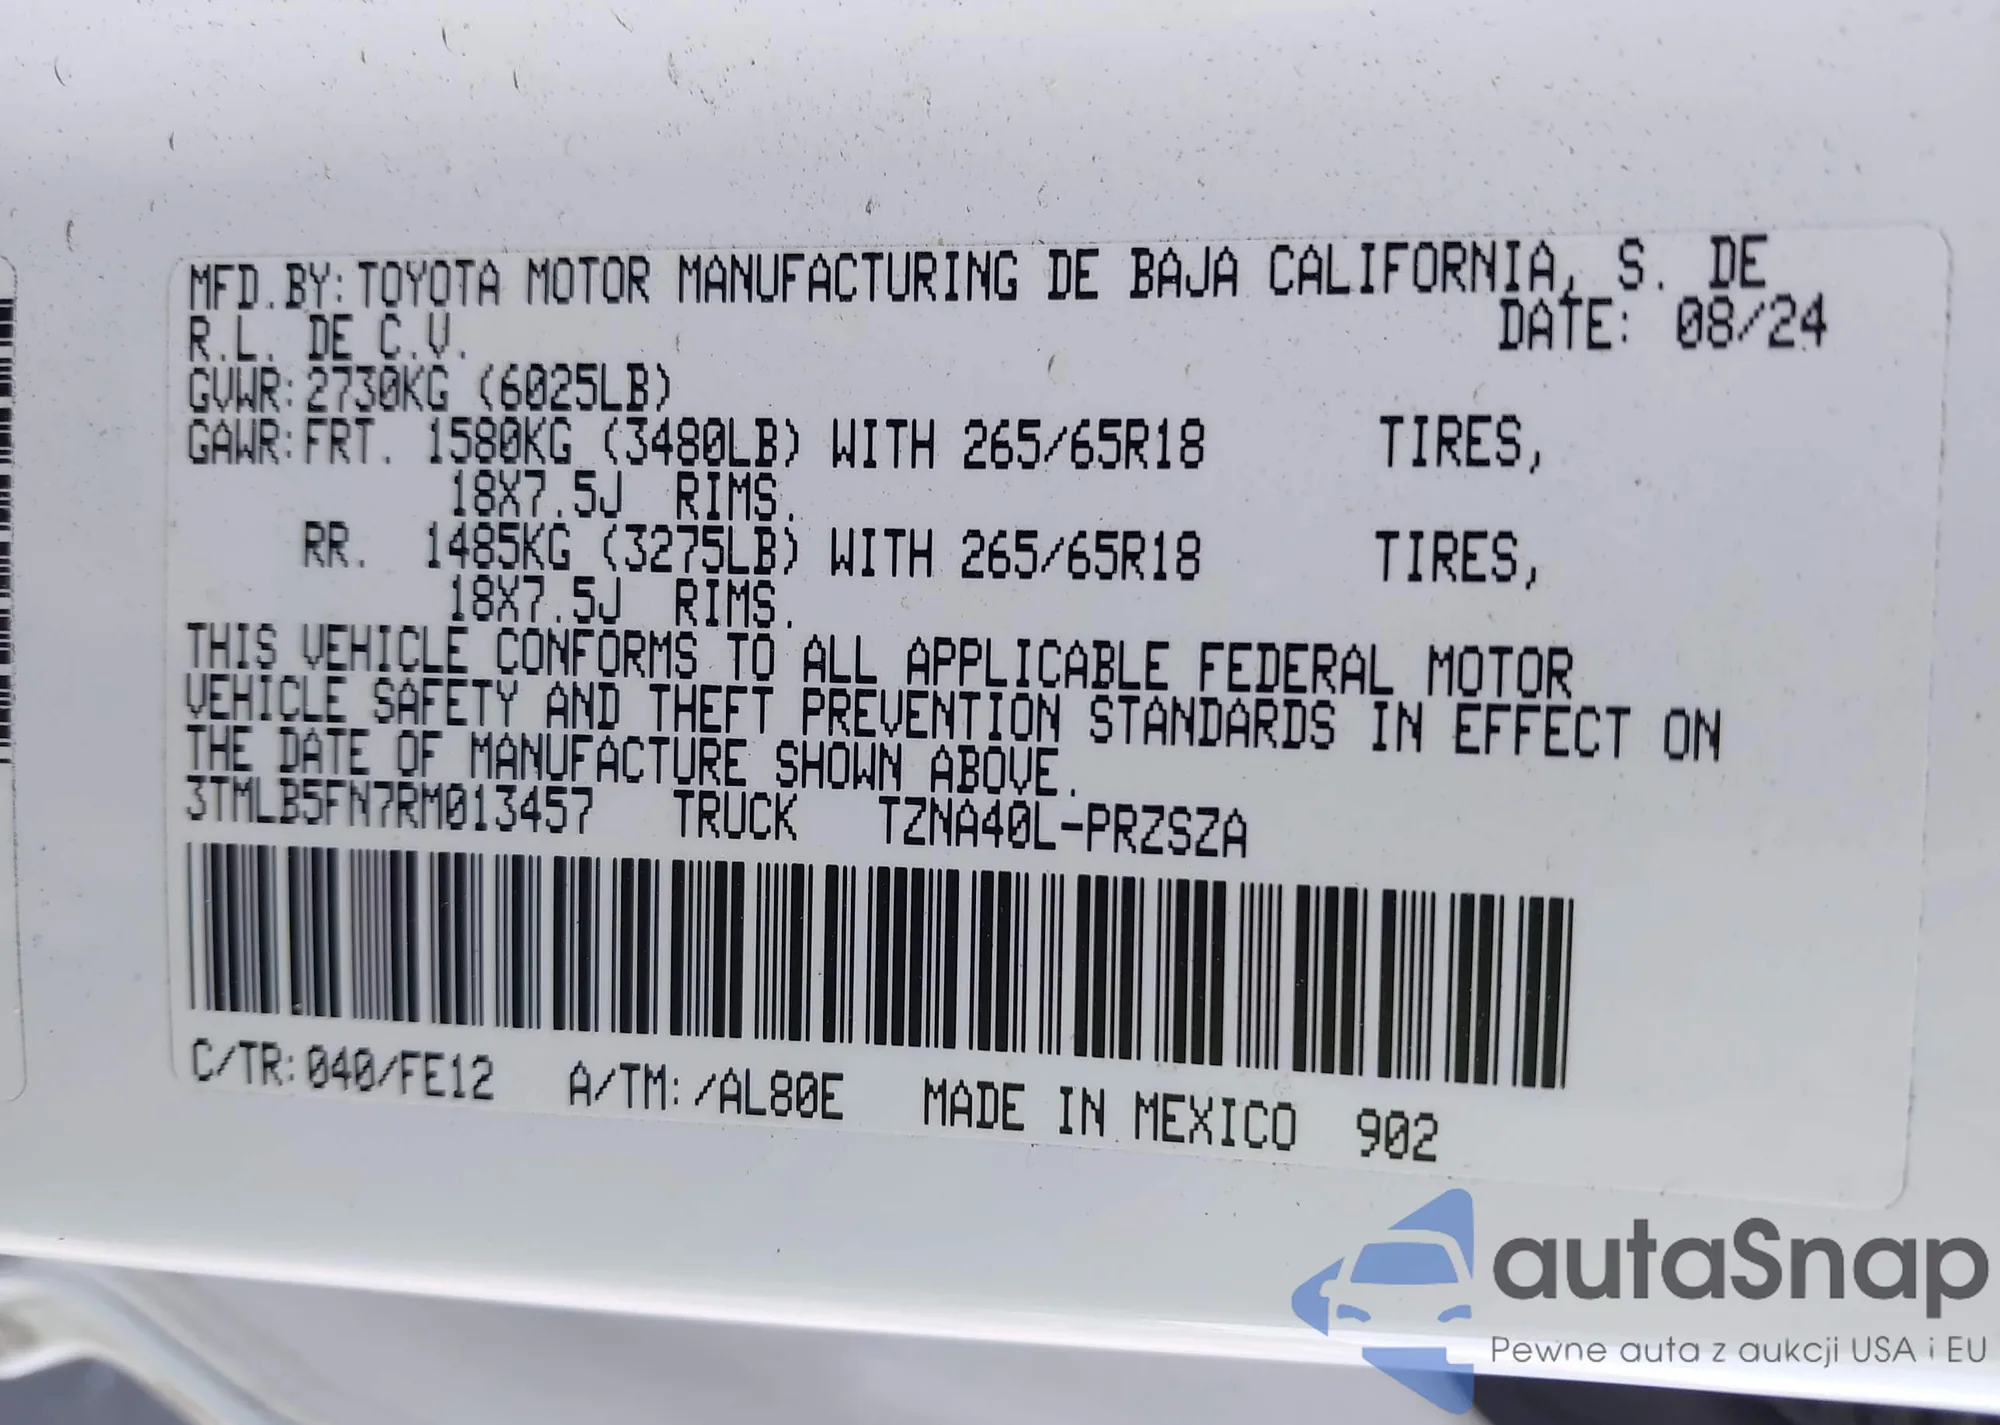 MFD.BY:TOYOTA MOTOR MANUFACTURING DE BAJA CALIFORNIA, S. DE
R.L. DE C.V.
DATE: 08/24
GVWR:2730KG (6025LB)
GAWR:FRT. 1580KG (3480LB) WITH 265/65R18 TIRES,
18X7.5J RIMS.
RR. 1485KG (3275LB) WITH 265/65R18 TIRES,
18X7.5J RIMS.
THIS VEHICLE CONFORMS TO ALL APPLICABLE FEDERAL MOTOR
VEHICLE SAFETY AND THEFT PREVENTION STANDARDS IN EFFECT ON
THE DATE OF MANUFACTURE SHOWN ABOVE.
3TMLB5FN7RM013457 TRUCK TZNA40L-PRZSZA
C/TR:040/FE12 A/TM:/AL80E MADE IN MEXICO 902
autaSnap
Pewne auta z aukcji USA i EU